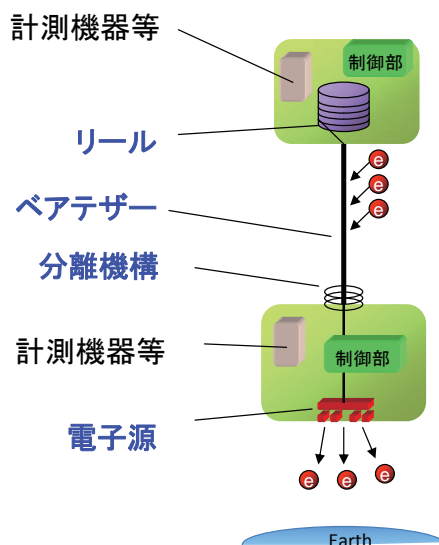 計測機器等
制御部
リール
e
e
e
ベアテザー
分離機構
計測機器等
制御部
電子源
e
e
e
Earth